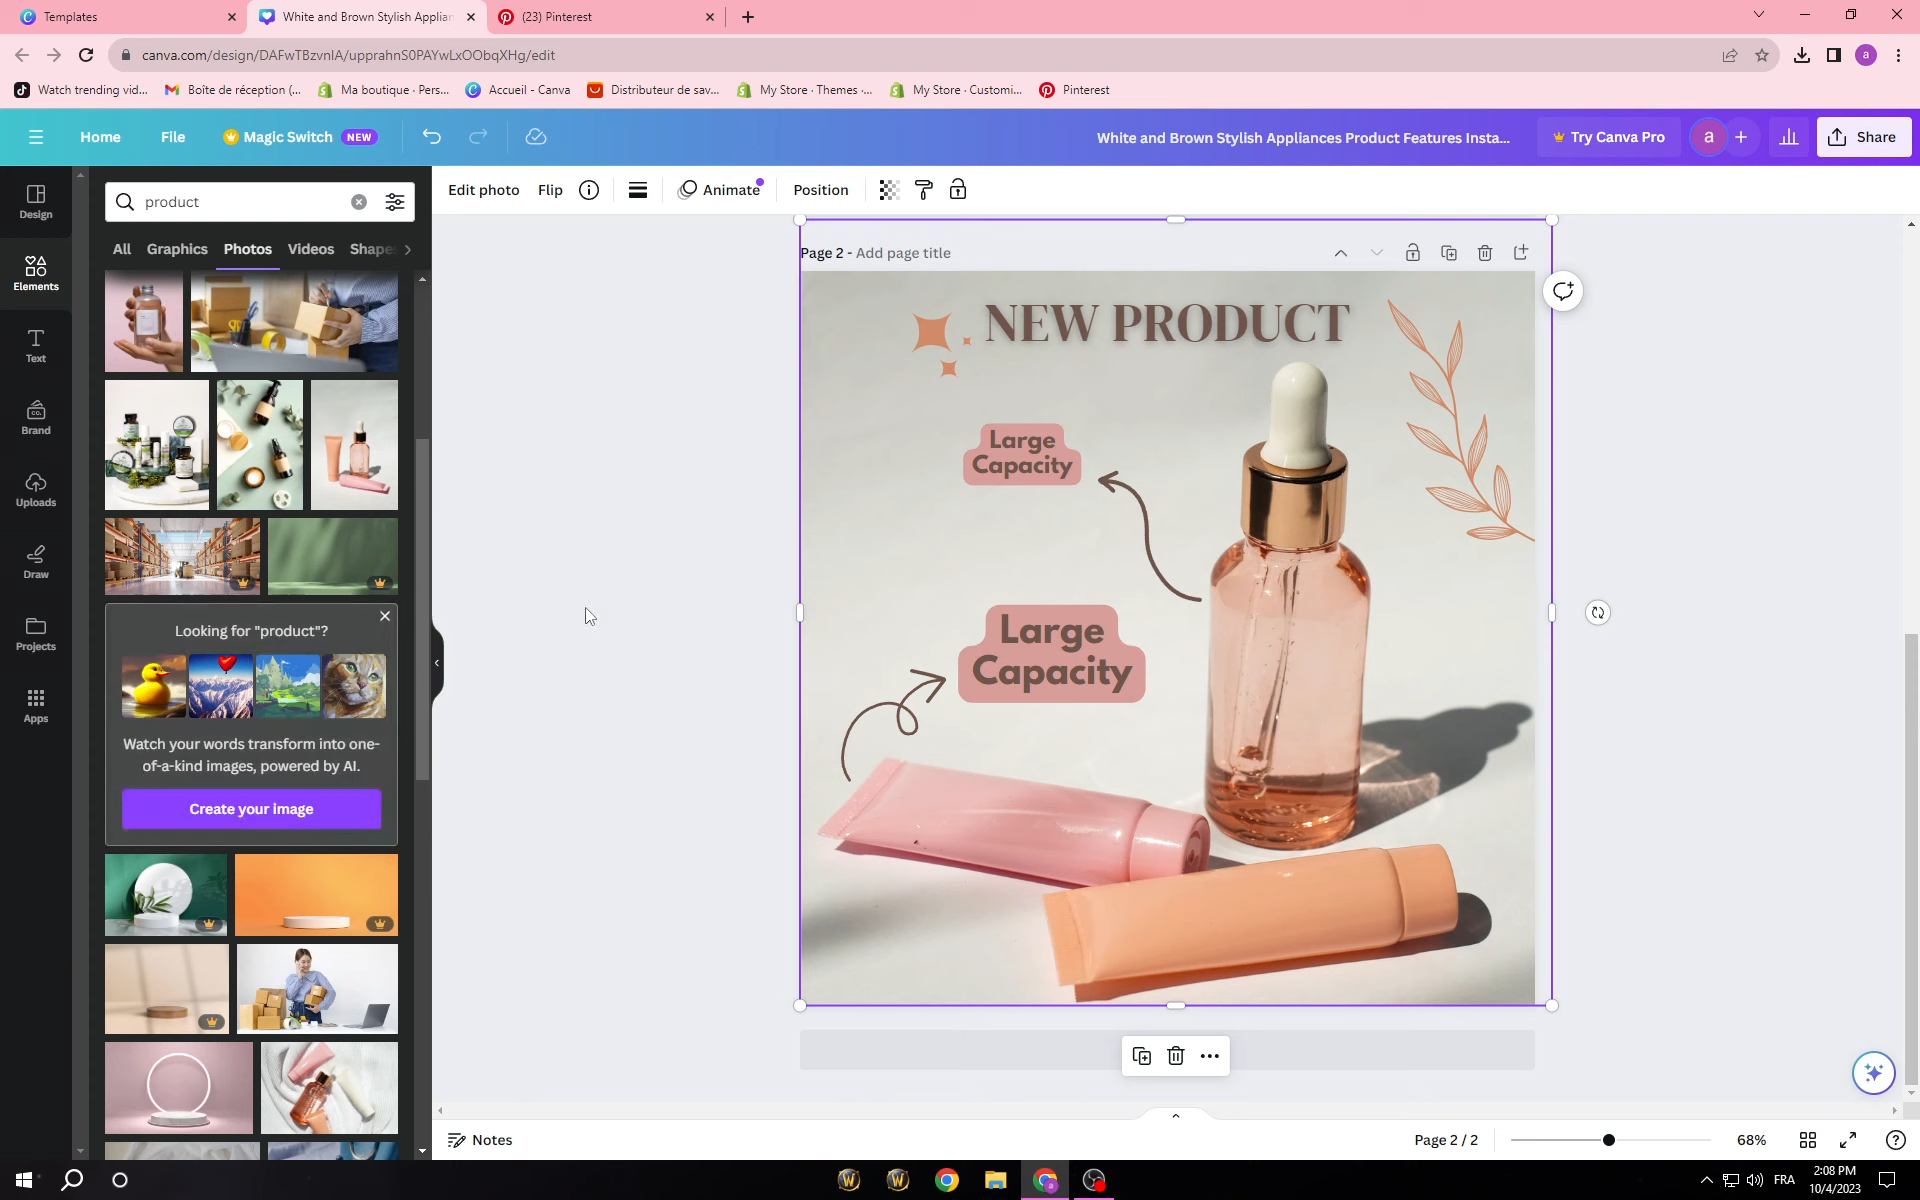 Templates
White and Brown Stylish Applian
(23) Pinterest
canva.com/design/DAFwTBzvnlA/upprahnS0PAYwLxOObqXHg/edit
a
Watch trending vid...
Boîte de réception (...
Ma boutique · Pers...
Accueil - Canva
Distributeur de sav...
My Store · Themes ·...
My Store · Customi...
Pinterest
Home
File
Magic Switch
NEW
White and Brown Stylish Appliances Product Features Insta...
Try Canva Pro
a
Share
Design
Elements
Text
Brand
Uploads
Draw
Projects
Apps
product
All
Graphics
Photos
Videos
Shape
Looking for "product"?
Watch your words transform into one-
of-a-kind images, powered by AI.
Create your image
Edit photo
Flip
Animate
Position
Page 2 - Add page title
NEW PRODUCT
Large
Capacity
Large
Capacity
Notes
Page 2 / 2
68%
FRA
2:08 PM
10/4/2023